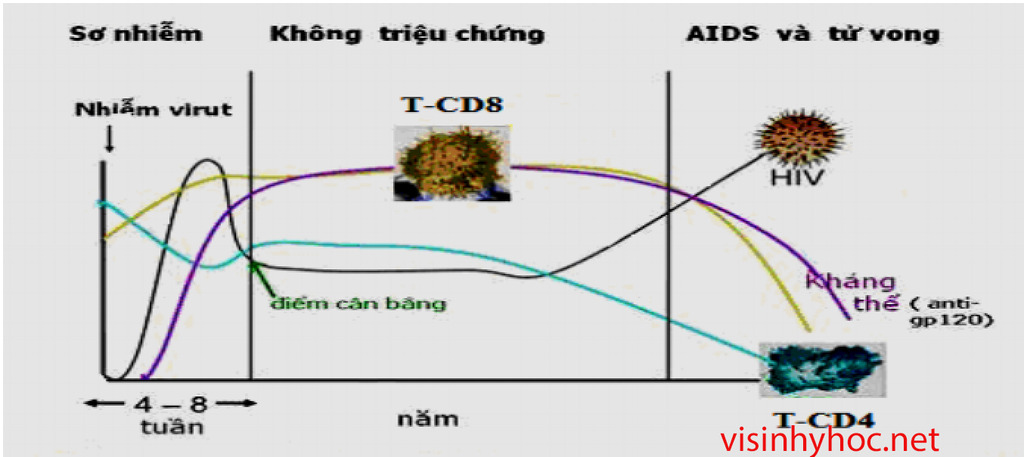 Sơ nhiễm
Không triệu chứng
AIDS và tử vong
Nhiễm virut
T-CD8
HIV
điểm cân bằng
Kháng
thể ( anti-
gp120)
4 – 8
tuần
năm
T-CD4
visinhyhoc.net